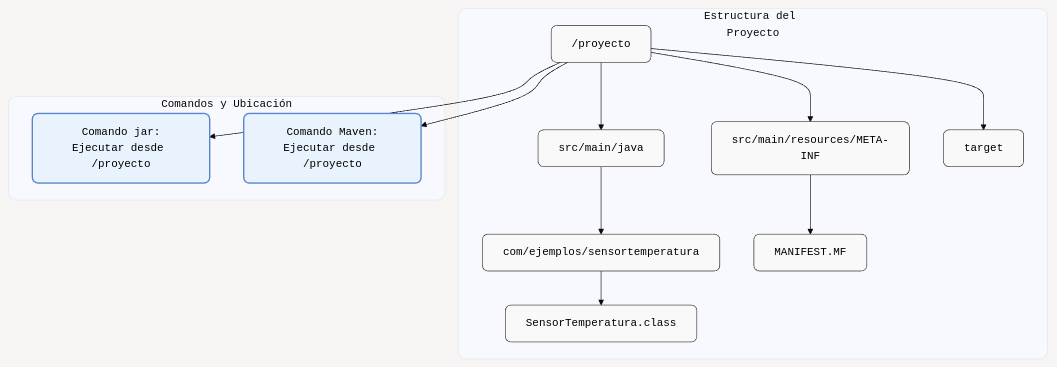 Estructura del
Proyecto
/proyecto
Comandos y Ubicación
Comando jar:
Ejecutar desde
/proyecto
Comando Maven:
Ejecutar desde
/proyecto
src/main/java
src/main/resources/META-
INF
target
com/ejemplos/sensortemperatura
MANIFEST.MF
SensorTemperatura.class